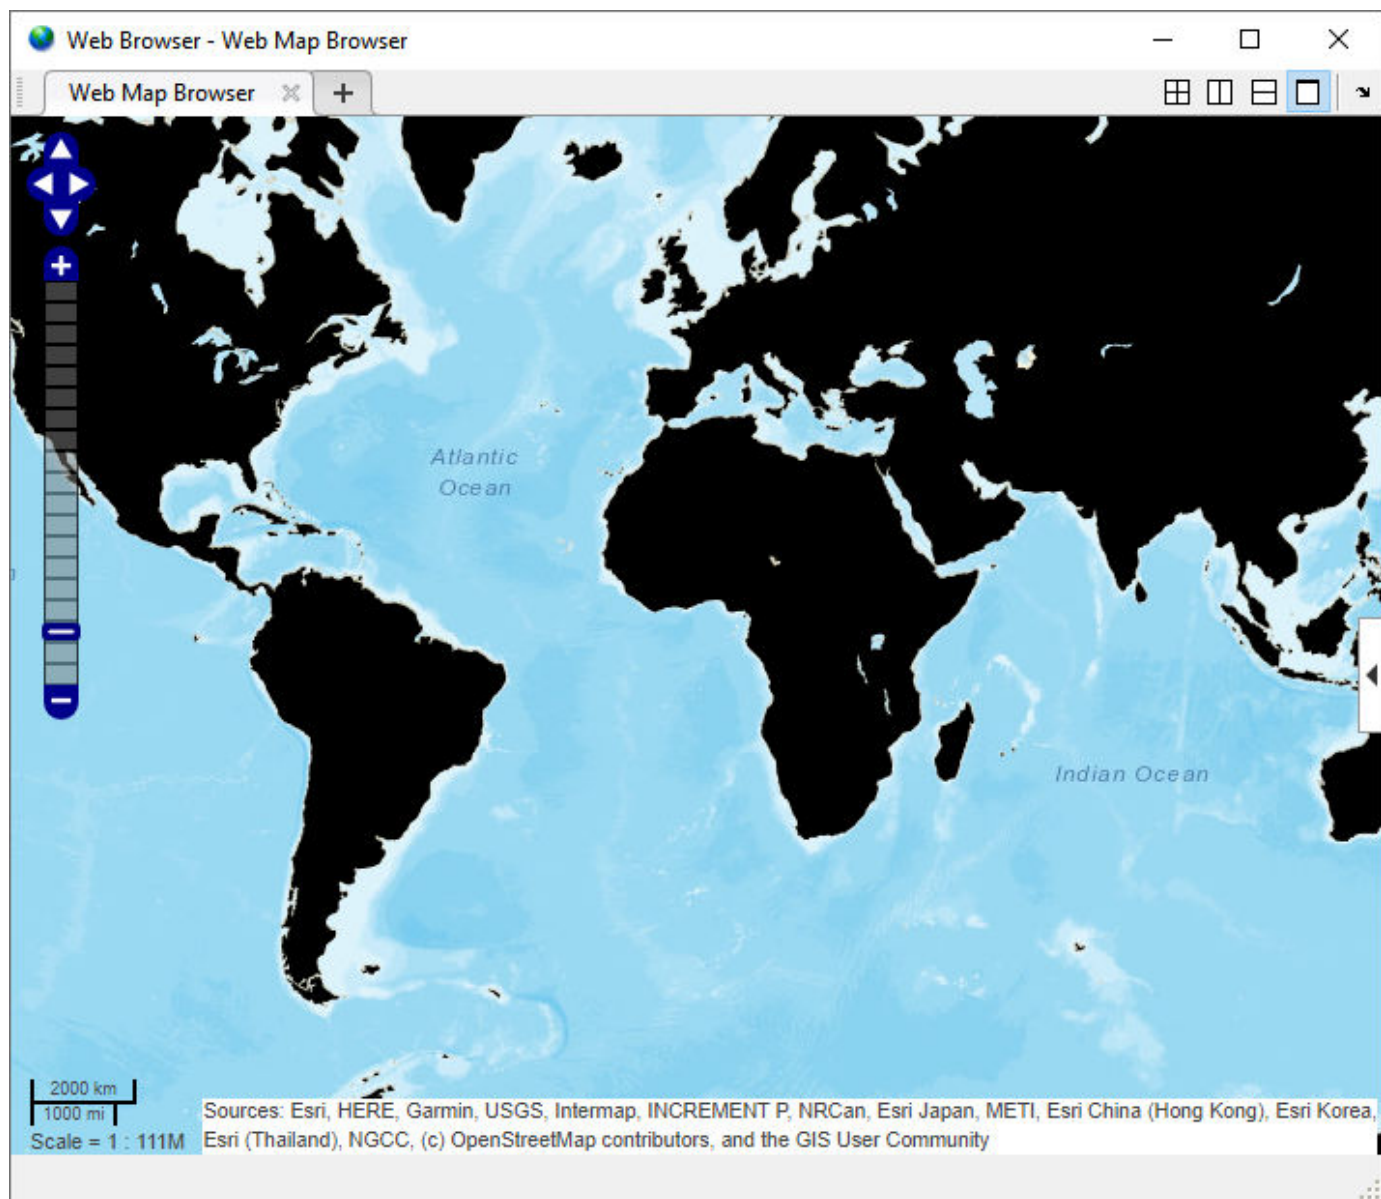 Web Browser - Web Map Browser
Web Map Browser
Atlantic
Ocean
Indian Ocean
2000 km
1000 mi
Scale = 1 : 111M
Sources: Esri, HERE, Garmin, USGS, Intermap, INCREMENT P, NRCan, Esri Japan, METI, Esri China (Hong Kong), Esri Korea,
Esri (Thailand), NGCC, (c) OpenStreetMap contributors, and the GIS User Community